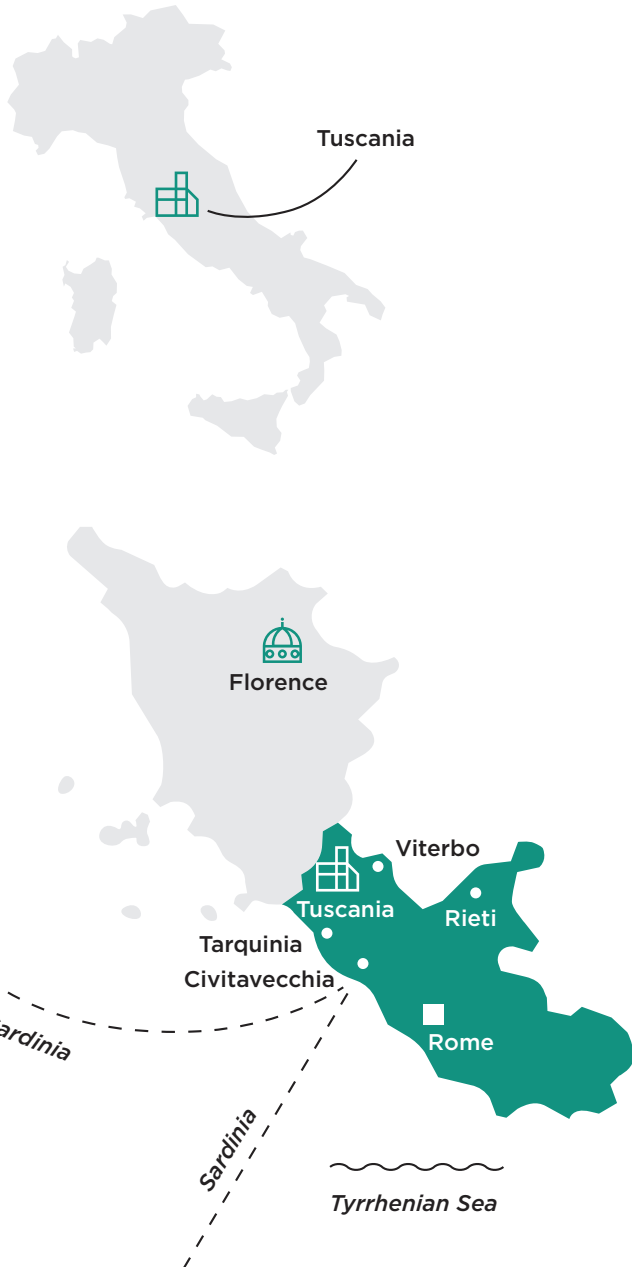 Tuscania
Florence
Viterbo
Tuscania
Rieti
Tarquinia
Civitavecchia
Rome
Sardinia
Tyrrhenian Sea